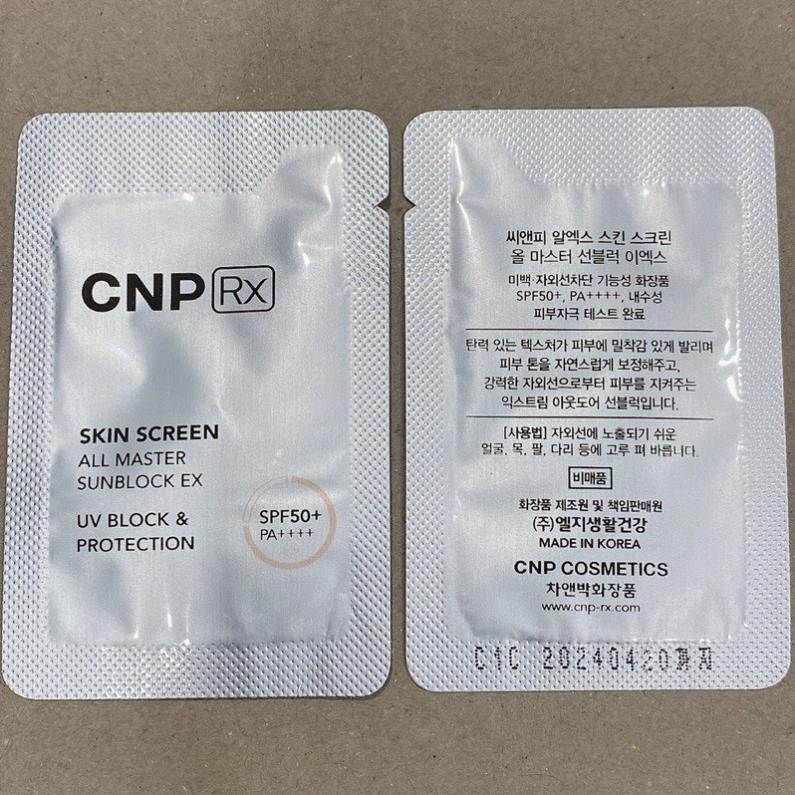 CNP Rx
SKIN SCREEN
ALL MASTER
SUNBLOCK EX
UV BLOCK &
PROTECTION
SPF50+
PA++++
씨앤피 알엑스 스킨 스크린
올 마스터 선블럭 이엑스
미백·자외선차단 기능성 화장품
SPF50+, PA++++, 내수성
피부자극 테스트 완료
탄력 있는 텍스처가 피부에 밀착감 있게 발리며
피부 톤을 자연스럽게 보정해주고,
강력한 자외선으로부터 피부를 지켜주는
익스트림 아웃도어 선블럭입니다.
[사용법] 자외선에 노출되기 쉬운
얼굴, 목, 팔, 다리 등에 고루 펴 바릅니다.
비매품
화장품 제조원 및 책임판매원
(주)엘지생활건강
MADE IN KOREA
CNP COSMETICS
차앤박화장품
www.cnp-rx.com
C1C 20240420까지